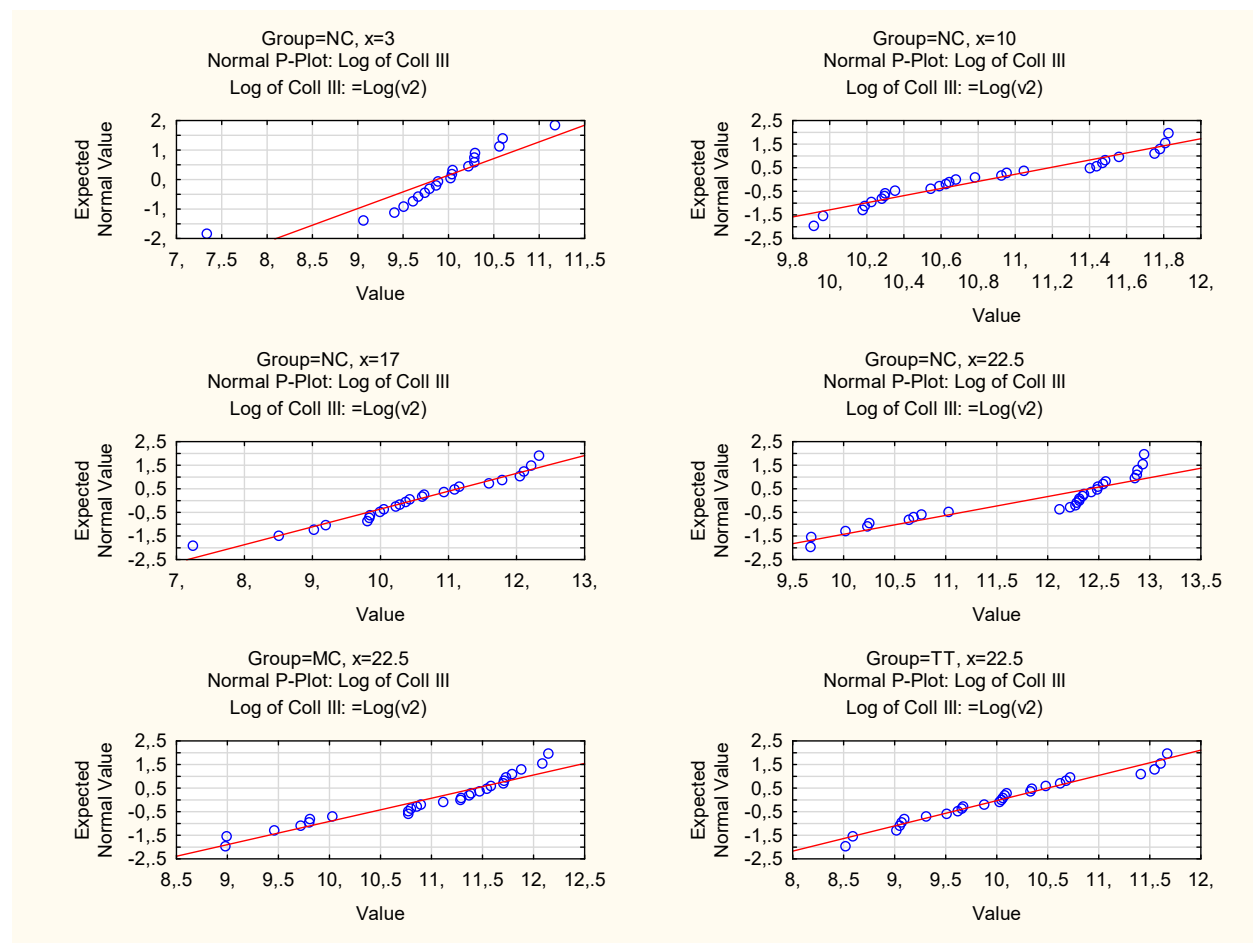 Group=NC, x=3
Normal P-Plot: Log of Coll III
Log of Coll III: =Log(v2)
Expected
Normal Value
2,
1,
0,
-1,
-2,
7, 7,.5 8, 8,.5 9, 9,.5 10, 10,.5 11, 11,.5
Value
Group=NC, x=10
Normal P-Plot: Log of Coll III
Log of Coll III: =Log(v2)
Expected
Normal Value
2,.5
1,.5
0,.5
-0,.5
-1,.5
-2,.5
9,.8 10,.2 10,.6 11, 11,.4 11,.8
10, 10,.4 10,.8 11,.2 11,.6 12,
Value
Group=NC, x=17
Normal P-Plot: Log of Coll III
Log of Coll III: =Log(v2)
Expected
Normal Value
2,.5
1,.5
0,.5
-0,.5
-1,.5
-2,.5
7, 8, 9, 10, 11, 12, 13,
Value
Group=NC, x=22.5
Normal P-Plot: Log of Coll III
Log of Coll III: =Log(v2)
Expected
Normal Value
2,.5
1,.5
0,.5
-0,.5
-1,.5
-2,.5
9,.5 10, 10,.5 11, 11,.5 12, 12,.5 13, 13,.5
Value
Group=MC, x=22.5
Normal P-Plot: Log of Coll III
Log of Coll III: =Log(v2)
Expected
Normal Value
2,.5
1,.5
0,.5
-0,.5
-1,.5
-2,.5
8,.5 9, 9,.5 10, 10,.5 11, 11,.5 12, 12,.5
Value
Group=TT, x=22.5
Normal P-Plot: Log of Coll III
Log of Coll III: =Log(v2)
Expected
Normal Value
2,.5
1,.5
0,.5
-0,.5
-1,.5
-2,.5
8, 8,.5 9, 9,.5 10, 10,.5 11, 11,.5 12,
Value